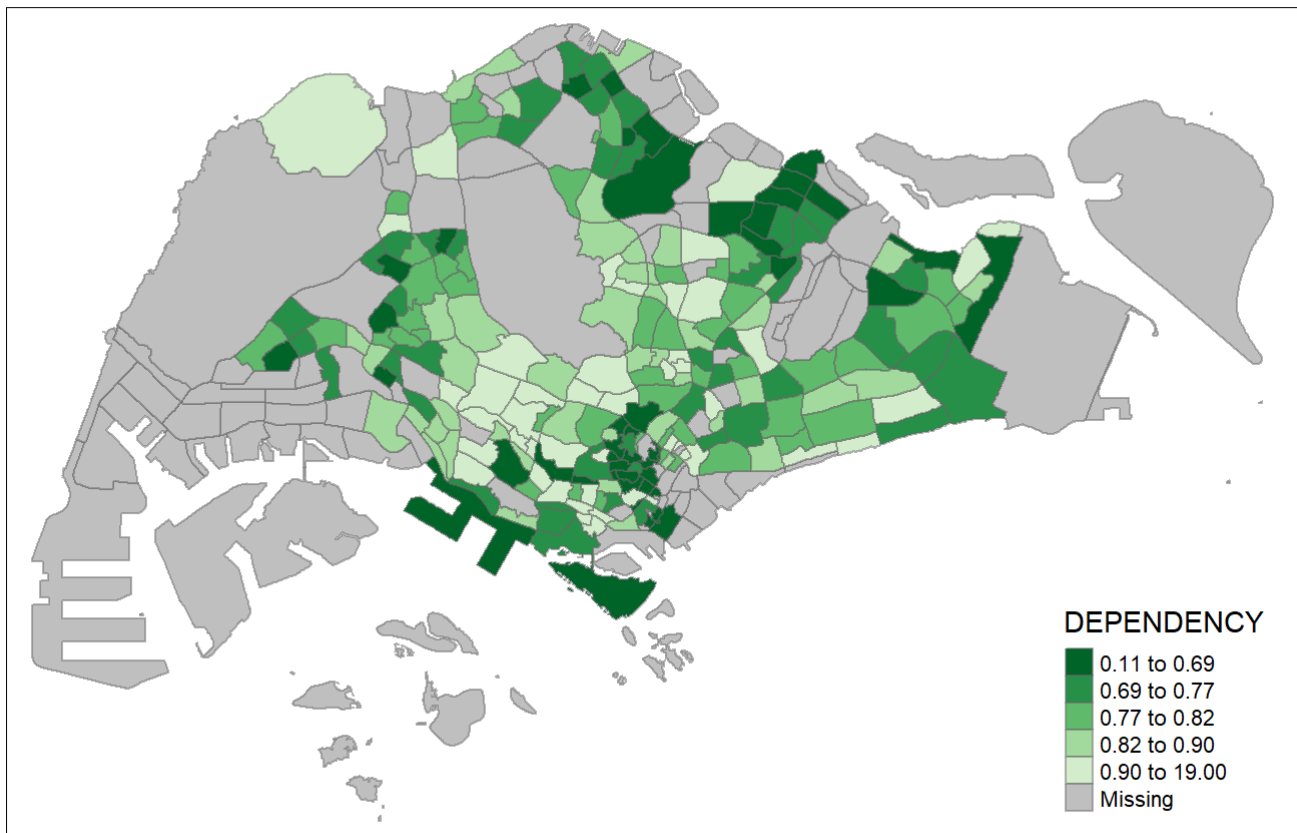 DEPENDENCY
0.11 to 0.69
0.69 to 0.77
0.77 to 0.82
0.82 to 0.90
0.90 to 19.00
Missing